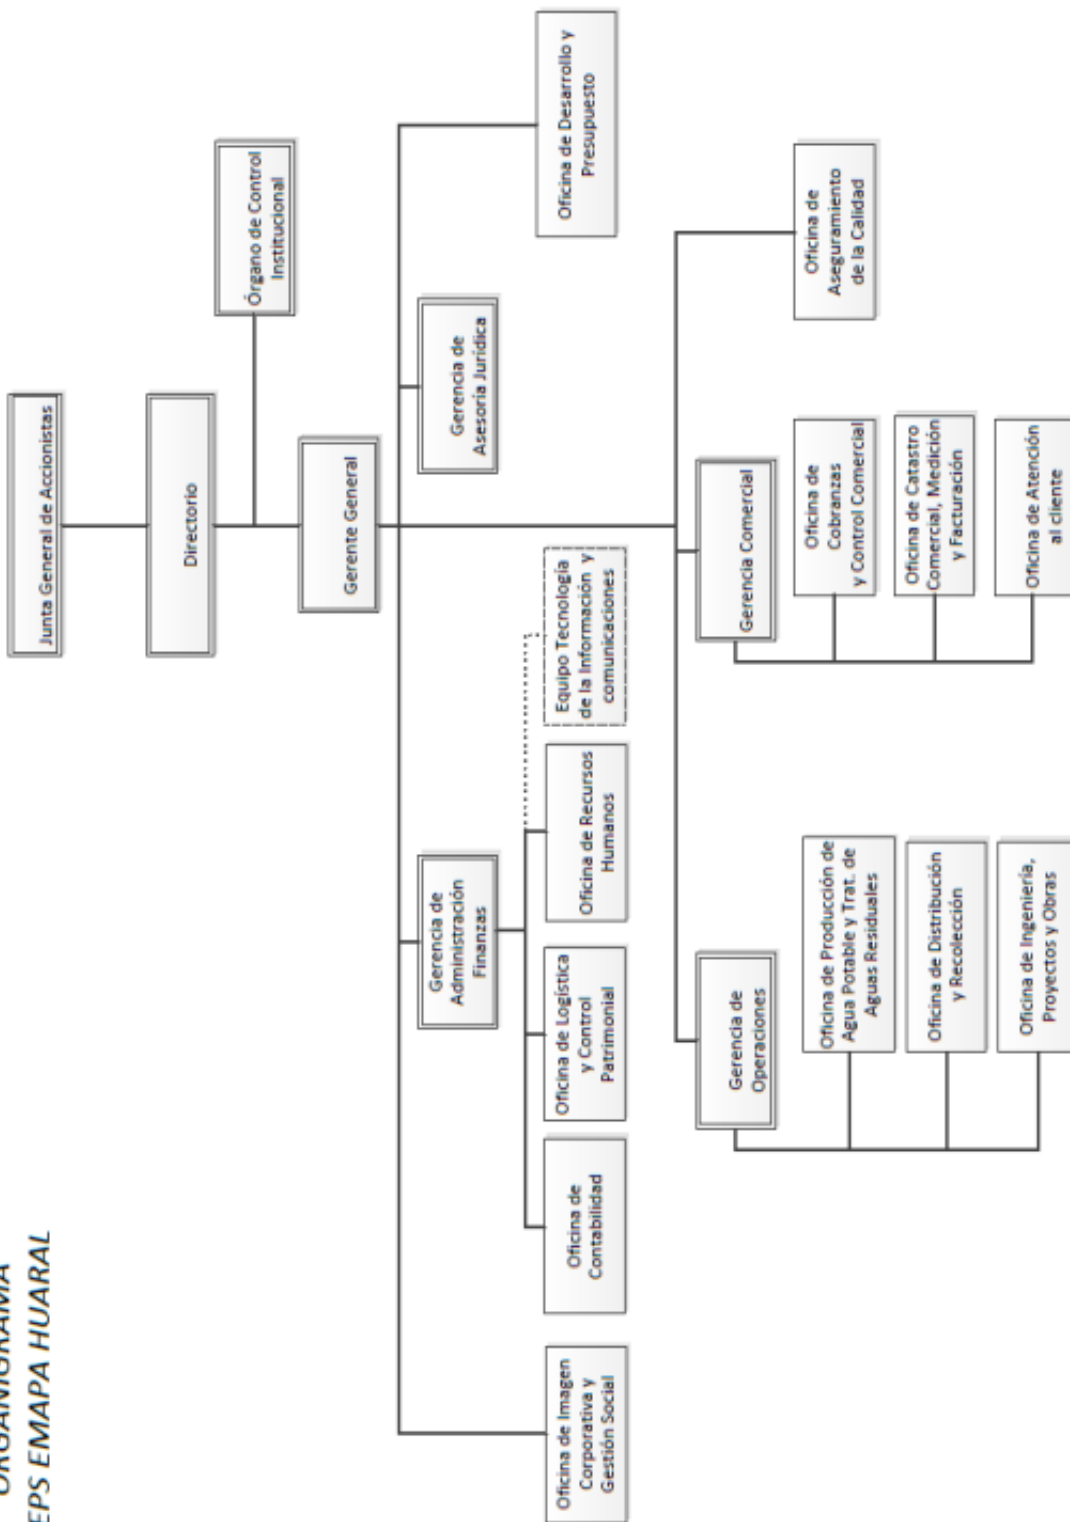 ORGANIGRAMA
EPS EMAPA HUARAL
Junta General de Accionistas
Directorio
Órgano de Control
Institucional
Gerente General
Gerencia de
Administración
Finanzas
Gerencia de
Asesoría Jurídica
Oficina de Imagen
Corporativa y
Gestión Social
Oficina de
Contabilidad
Oficina de Logística
y Control
Patrimonial
Oficina de Recursos
Humanos
Equipo Tecnología
de la Información y
comunicaciones
Oficina de Desarrollo y
Presupuesto
Gerencia de
Operaciones
Oficina de Producción de
Agua Potable y Trat. de
Aguas Residuales
Oficina de Distribución
y Recolección
Oficina de Ingeniería,
Proyectos y Obras
Gerencia Comercial
Oficina de
Cobranzas
y Control Comercial
Oficina de Catastro
Comercial, Medición
y Facturación
Oficina de Atención
al cliente
Oficina de
Aseguramiento
de la Calidad